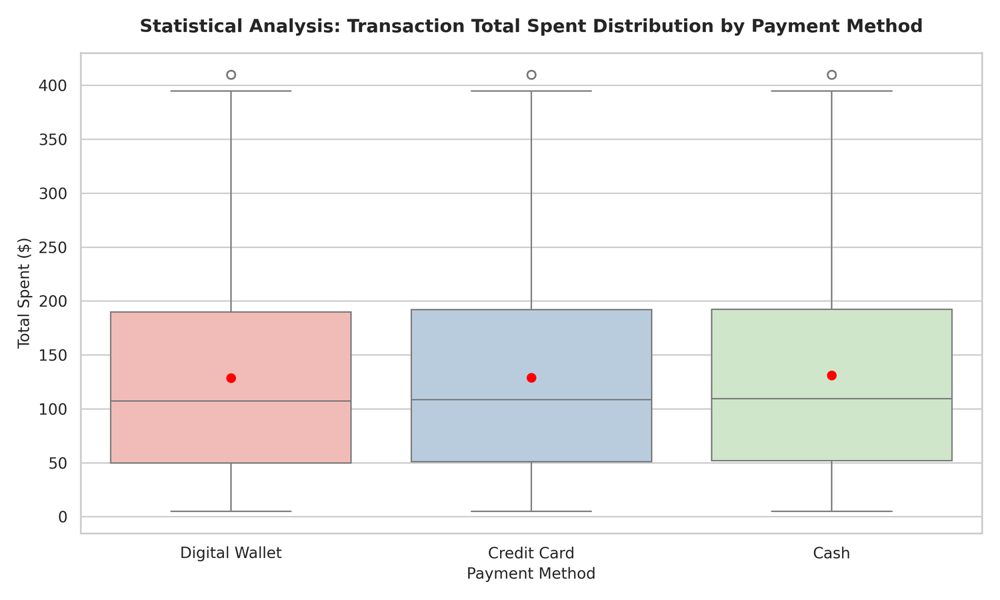 Statistical Analysis: Transaction Total Spent Distribution by Payment Method
Total Spent ($)
400
350
300
250
200
150
100
50
0
Digital Wallet
Credit Card
Cash
Payment Method